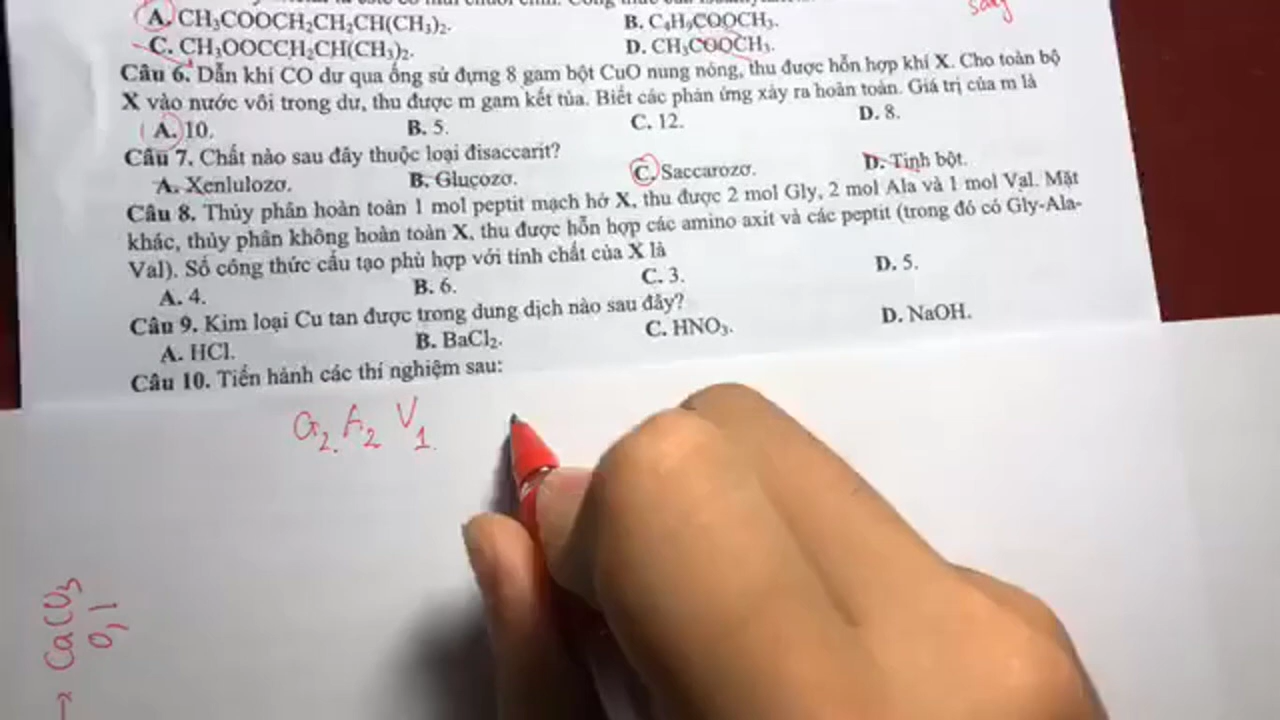 A. CH₃COOCH₂CH₂CH(CH₃)₂. B. C₄H₉COOCH₃.
say
C. CH₃OOCCH₂CH(CH₃)₂. D. CH₃COOCH₃.
Câu 6. Dẫn khí CO dư qua ống sứ đựng 8 gam bột CuO nung nóng, thu được hỗn hợp khí X. Cho toàn bộ
X vào nước vôi trong dư, thu được m gam kết tủa. Biết các phản ứng xảy ra hoàn toàn. Giá trị của m là
A. 10. B. 5. C. 12. D. 8.
Câu 7. Chất nào sau đây thuộc loại đisaccarit?
A. Xenlulozơ. B. Glucozơ. C. Saccarozơ. D. Tinh bột.
Câu 8. Thủy phân hoàn toàn 1 mol peptit mạch hở X, thu được 2 mol Gly, 2 mol Ala và 1 mol Val. Mặt
khác, thủy phân không hoàn toàn X, thu được hỗn hợp các amino axit và các peptit (trong đó có Gly-Ala-
Val). Số công thức cấu tạo phù hợp với tính chất của X là
A. 4. B. 6. C. 3. D. 5.
Câu 9. Kim loại Cu tan được trong dung dịch nào sau đây?
A. HCl. B. BaCl₂. C. HNO₃. D. NaOH.
Câu 10. Tiến hành các thí nghiệm sau:
G₂ A₂ V₁
→ CaCO₃
0,1